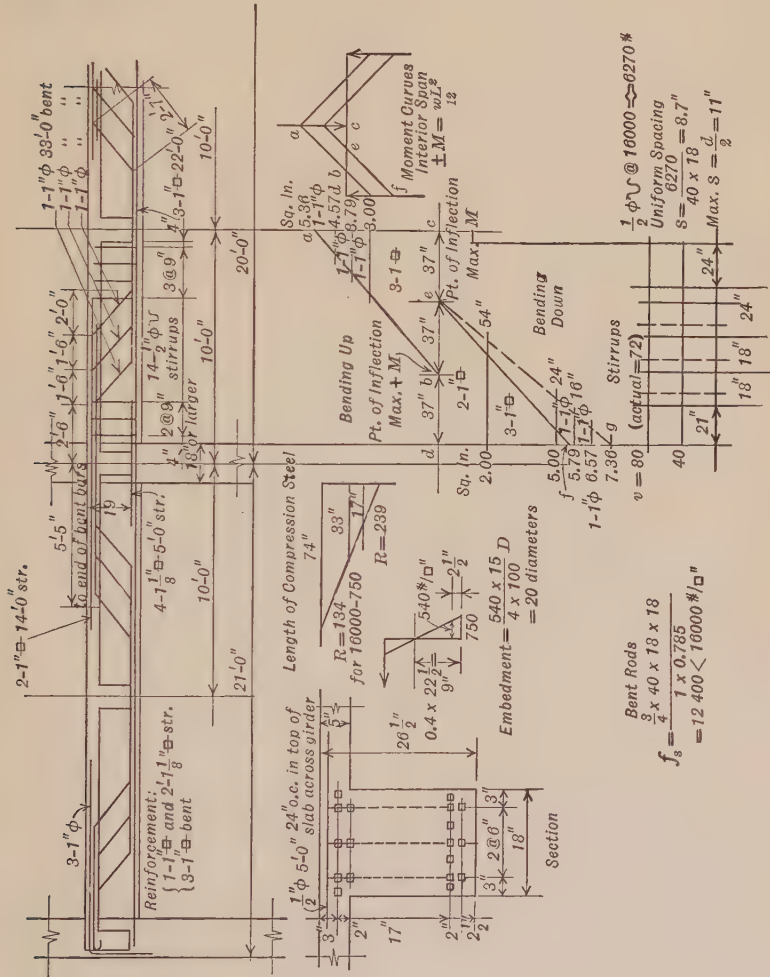 2-1"⌀ 14'0" str.
3-1"ϕ
to end of bent bars
5'-5"
2'-6"
1'-6"
1'-6"
2'-0"
1-1"ϕ 33'-0" bent
1-1"ϕ " "
1-1"ϕ " "
19
Reinforcement:
{1-1"⌀ and 2-1 1/8"⌀ str.
{3-1"⌀ bent
4-1 1/8"⌀ 5'-0" str.
4"
18" or larger
2@9"
14-1/2"ϕ
stirrups
3@9"
4"
3-1"⌀ 22'-0"
2'-1"
10'-0"
10'-0"
10'-0"
21'-0"
20'-0"
(1/2"ϕ 5'-0" 24" o.c. in top of
slab across girder
5"
3"
2"
17"
2"
1"
2 1/2"
26 1/2"
3"
2@6"
3"
18"
Section
Length of Compression Steel
74"
33"
17"
R=134
for 16000-750
R=239
540#/□"
0.4 x 22 1/2 =
9"
2 1/2"
750
Embedment = 540 x 15 / 4 x 100 D
= 20 diameters
Bending Up
Pt. of Inflection
Max. + M
Sq. In.
a 5.36
1-1"ϕ
4.57
1-1"ϕ
3.79
1-1"ϕ
3.00
3-1"⌀
d
37"
b
37"
e
37"
c
Pt. of Inflection
Max. - M
2-1"⌀
54"
3-1"⌀
Bending
Down
Sq. In.
2.00
5.00
f 5.79
1-1"ϕ 6.57
7.36 g
1-1"ϕ 24"
1-1"ϕ 16"
a
d b e c
f
Moment Curves
Interior Span
± M = wL² / 12
v = 80
(actual = 72)
Stirrups
40
21"
18"
18"
24"
24"
1/2 ϕ @ 16000 = 6270#
Uniform Spacing
S = 6270 / 40 x 18 = 8.7"
Max. S = d/2 = 11"
Bent Rods
fs = 3/4 x 40 x 18 x 18 / 1 x 0.785
= 12 400 < 16000 #/□"